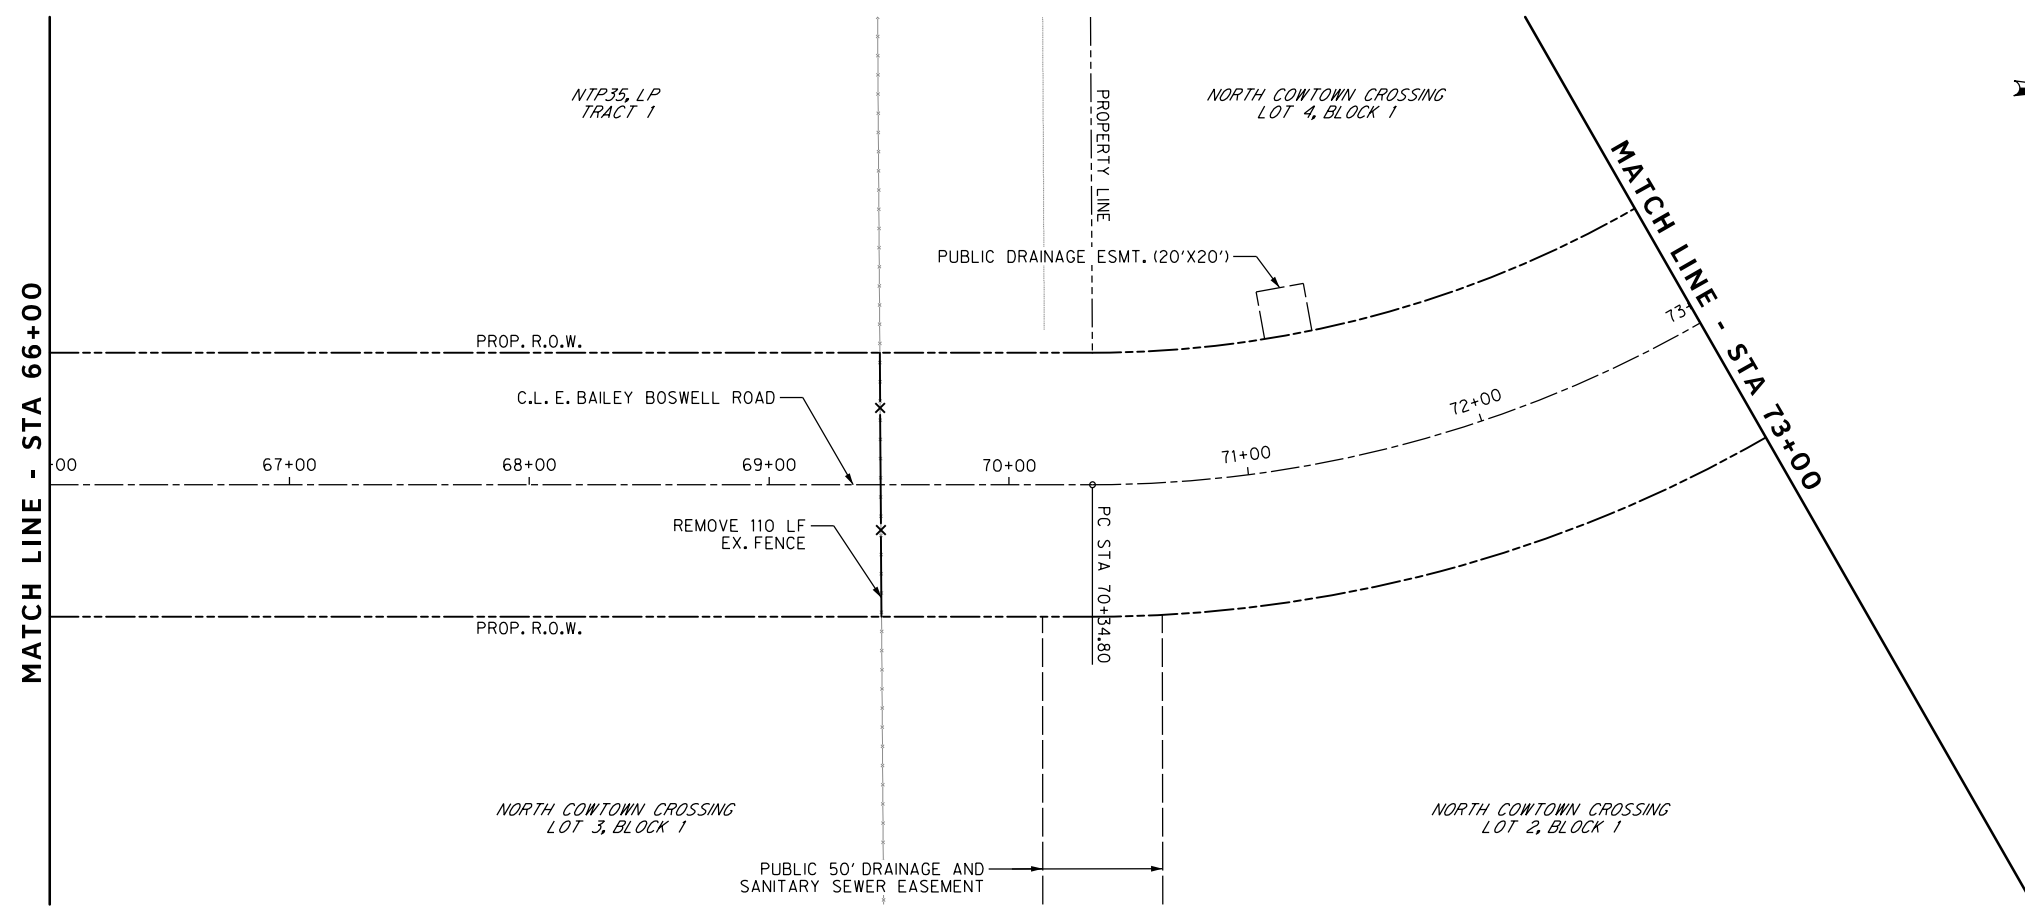 NTP35, LP
TRACT 1
NORTH COWTOWN CROSSING
LOT 4, BLOCK 1
PROPERTY LINE
MATCH LINE - STA 73+00
PUBLIC DRAINAGE ESMT. (20'X20')
MATCH LINE - STA 66+00
PROP. R.O.W.
C.L. E. BAILEY BOSWELL ROAD
73
72+00
71+00
+00
67+00
68+00
69+00
70+00
REMOVE 110 LF
EX. FENCE
PC STA 70+34.80
PROP. R.O.W.
NORTH COWTOWN CROSSING
LOT 3, BLOCK 1
NORTH COWTOWN CROSSING
LOT 2, BLOCK 1
PUBLIC 50' DRAINAGE AND
SANITARY SEWER EASEMENT